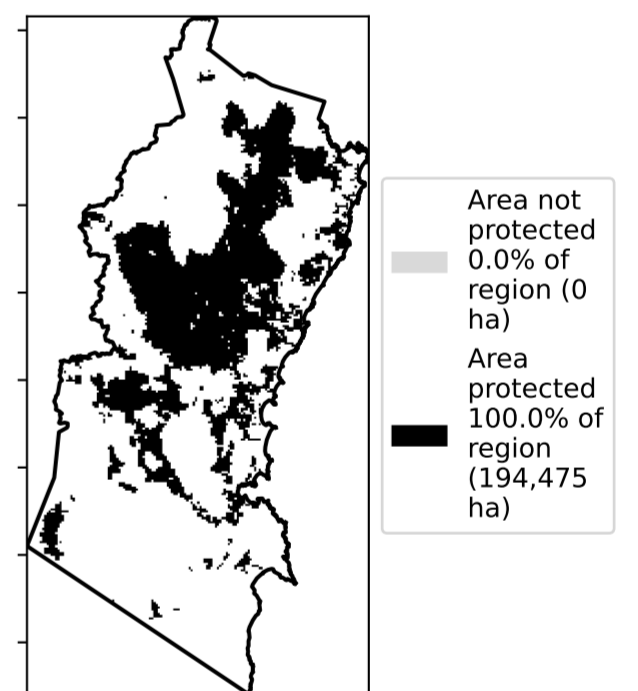 Area not
protected
0.0% of
region (0
ha)
Area
protected
100.0% of
region
(194,475
ha)